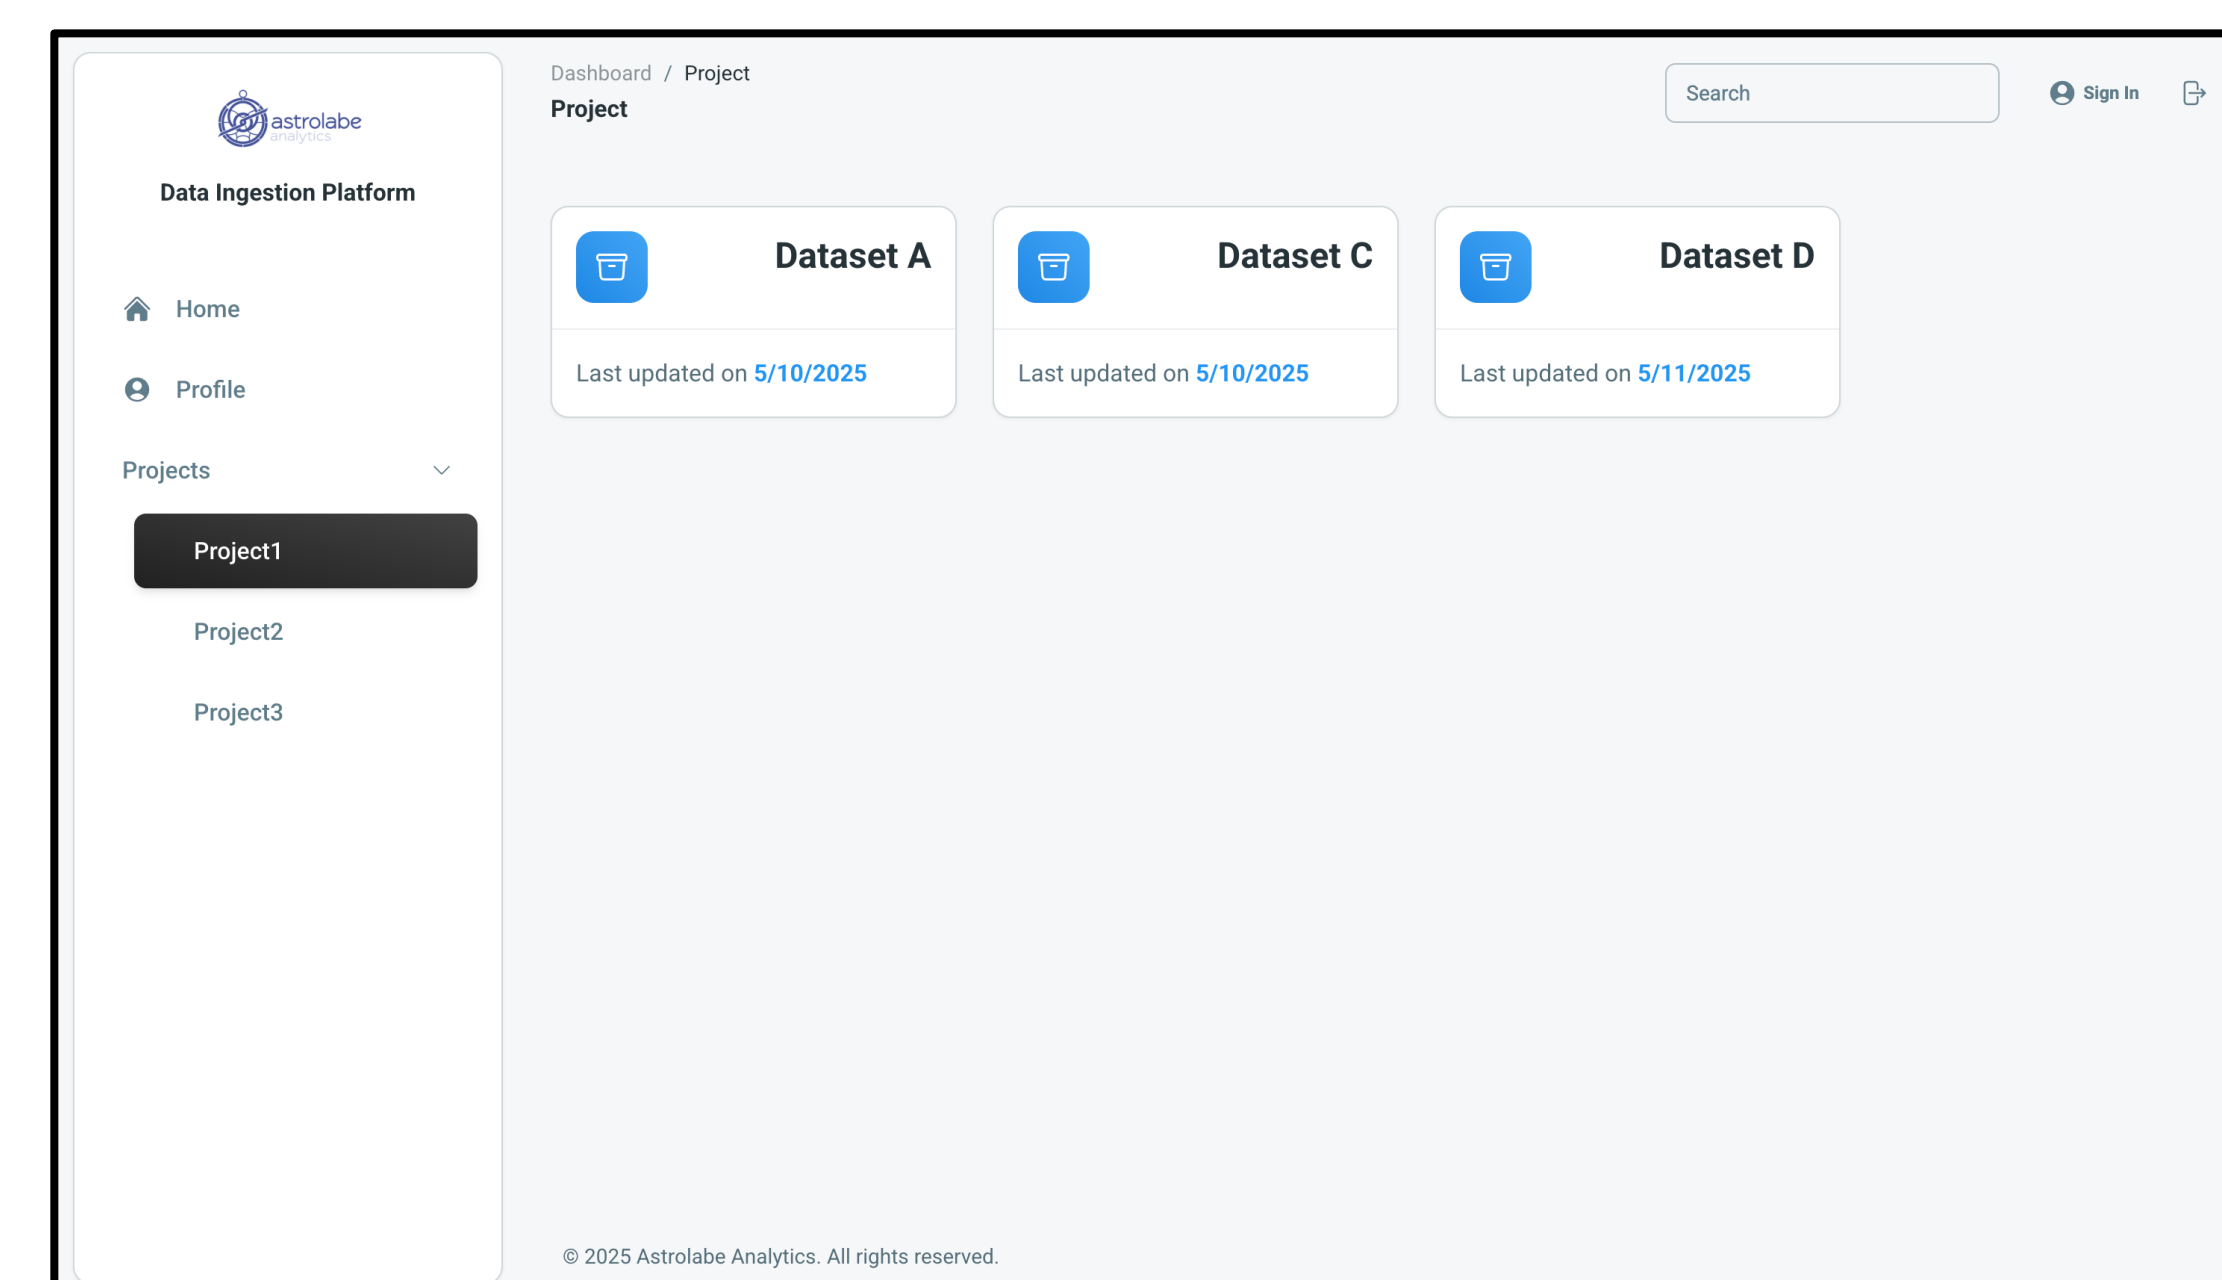 astrolabe
analytics
Data Ingestion Platform
Home
Profile
Projects
Project1
Project2
Project3
Dashboard / Project
Project
Search
Sign In
Dataset A
Last updated on 5/10/2025
Dataset C
Last updated on 5/10/2025
Dataset D
Last updated on 5/11/2025
© 2025 Astrolabe Analytics. All rights reserved.